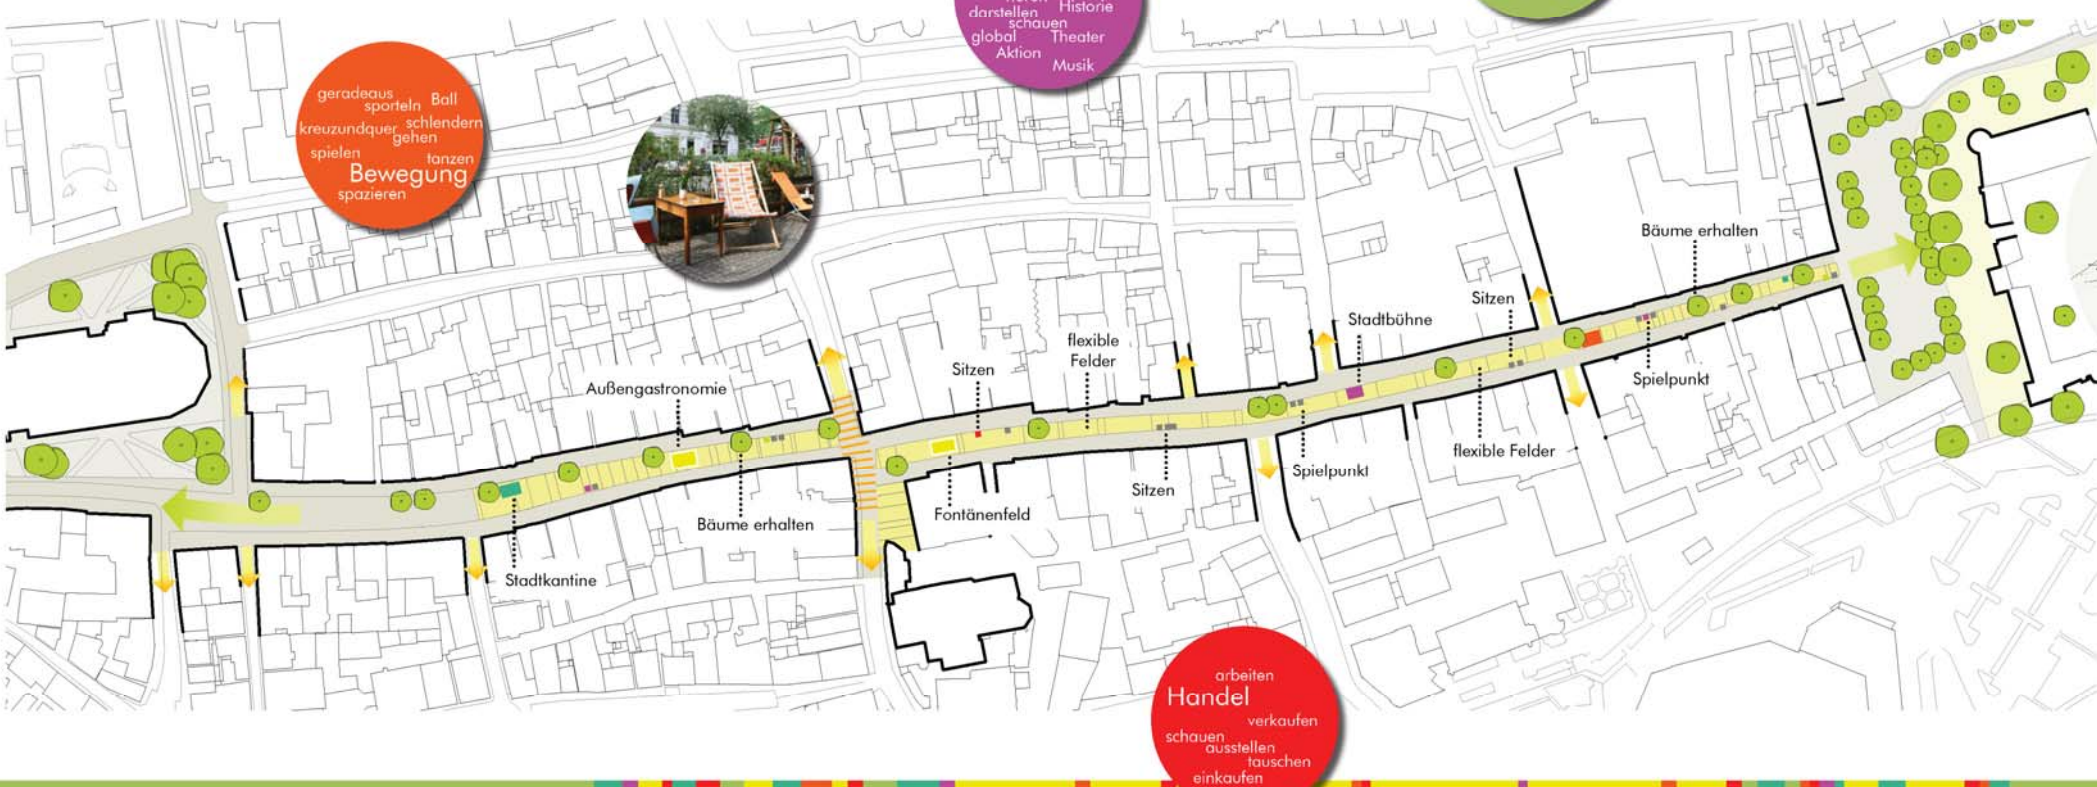 darstellen
Historie
schauen
global
Theater
Aktion
Musik
geradeaus
sporteln
Ball
kreuzundquer
schlendern
gehen
spielen
tanzen
Bewegung
spazieren
Bäume erhalten
Sitzen
Stadtbühne
flexible
Felder
Sitzen
Außengastronomie
Spielpunkt
flexible Felder
Spielpunkt
Sitzen
Fontänenfeld
Bäume erhalten
Stadtkantine
arbeiten
Handel
verkaufen
schauen
ausstellen
tauschen
einkaufen